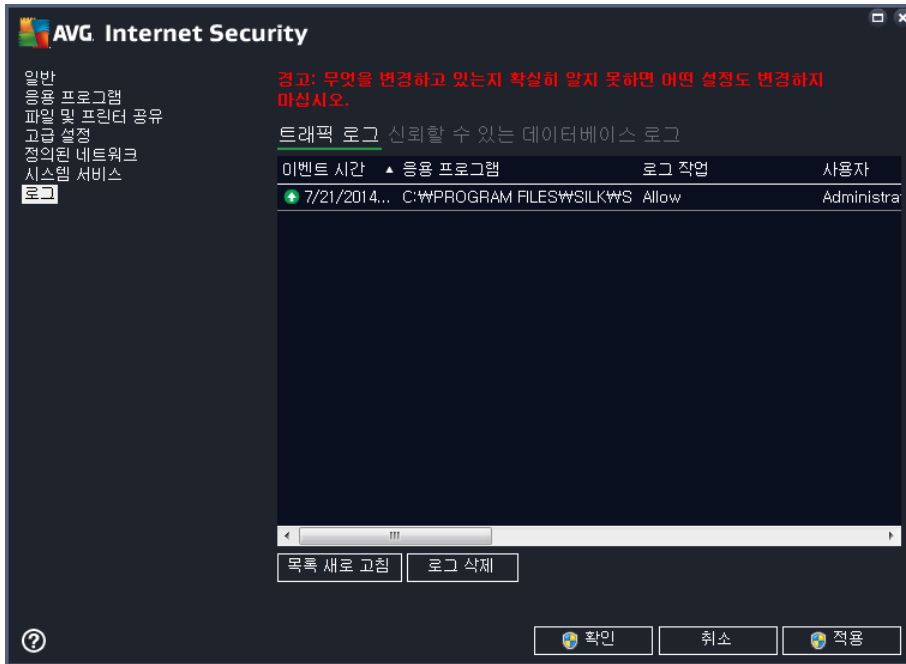 AVG. Internet Security
일반
응용 프로그램
파일 및 프린터 공유
고급 설정
정의된 네트워크
시스템 서비스
로그
경고: 무엇을 변경하고 있는지 확실히 알지 못하면 어떤 설정도 변경하지
마십시오.
트래픽 로그 신뢰할 수 있는 데이터베이스 로그
이벤트 시간 ▲ 응용 프로그램 로그 작업 사용자
7/21/2014... C:₩PROGRAM FILES₩SILK₩S Allow Administra
목록 새로 고침 로그 삭제
확인 취소 적용